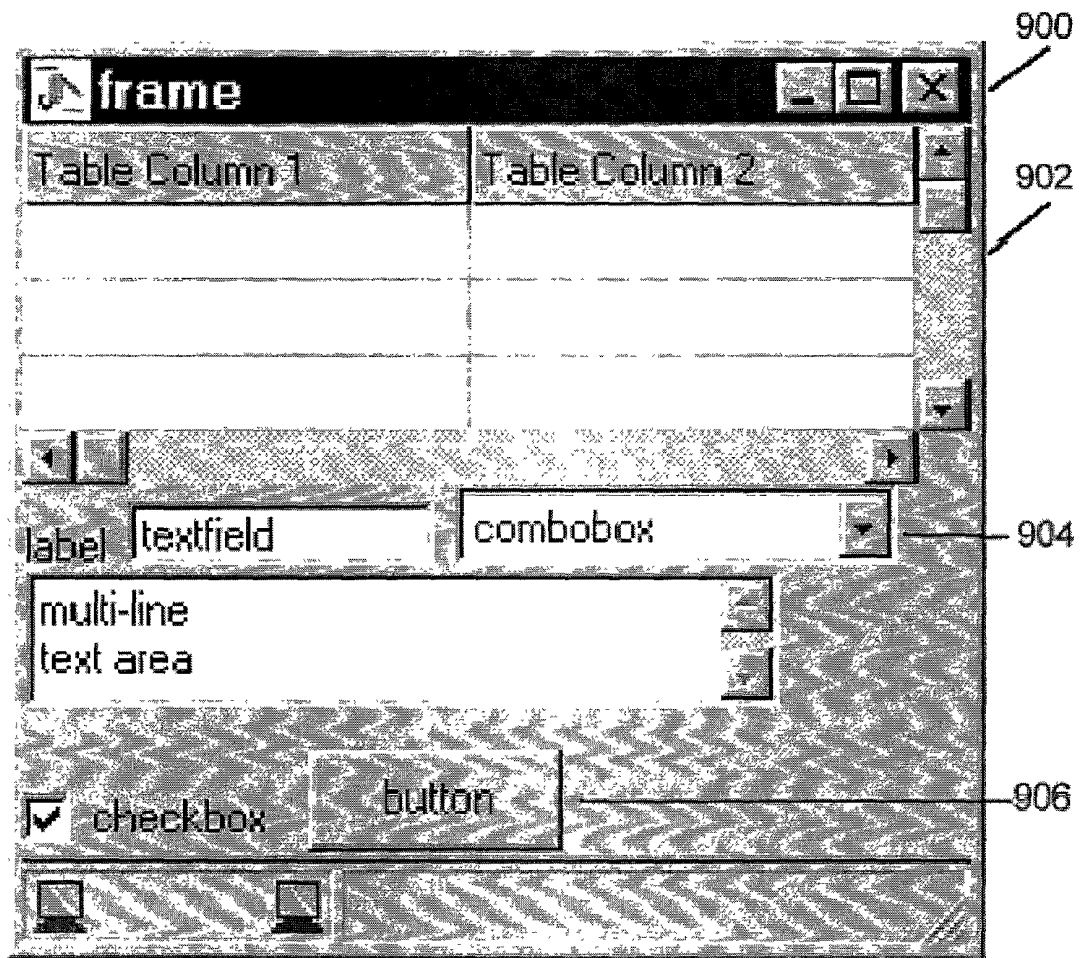 900
frame
Table Column 1 Table Column 2
902
label textfield combobox
904
multi-line
text area
checkbox button
906